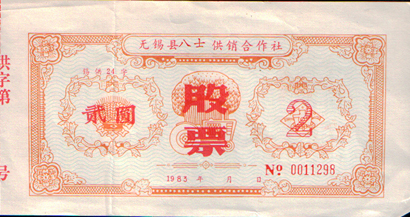 无锡县八士供销合作社
股票
贰圆
2
No 0011298
1983 年 月 日
供字第
号